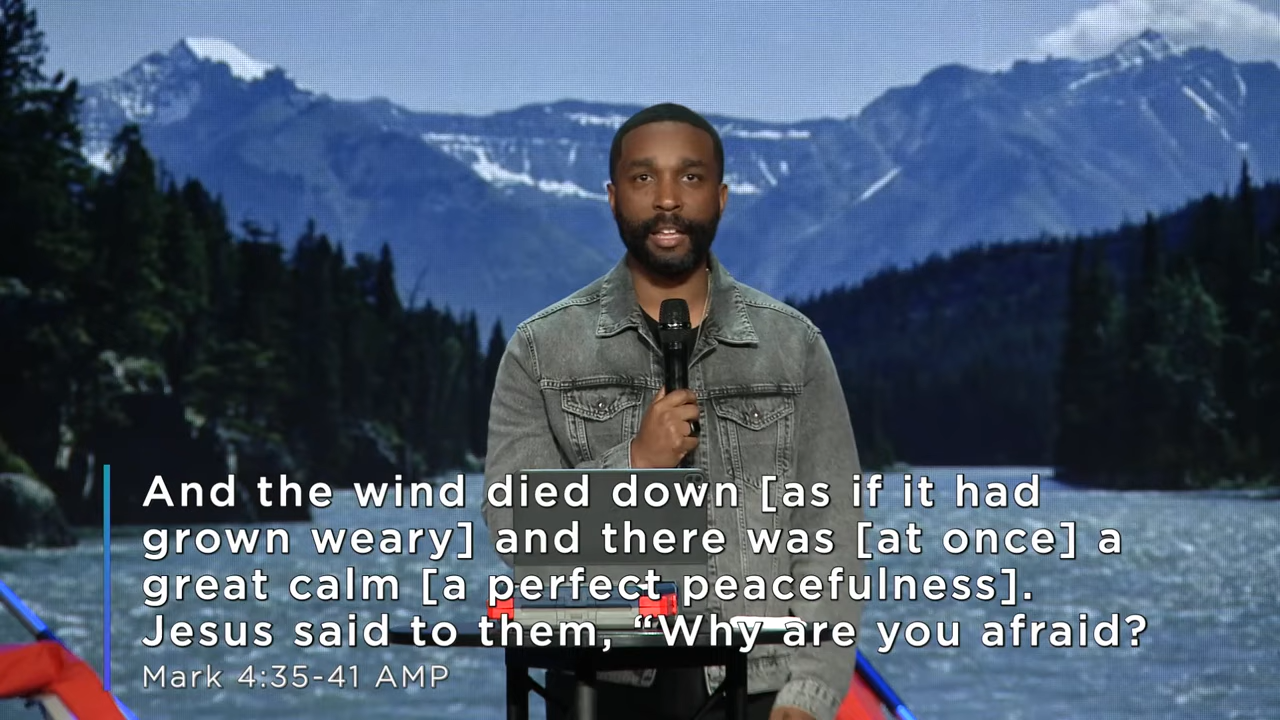 And the wind died down [as if it had
grown weary] and there was [at once] a
great calm [a perfect peacefulness].
Jesus said to them, “Why are you afraid?
Mark 4:35-41 AMP